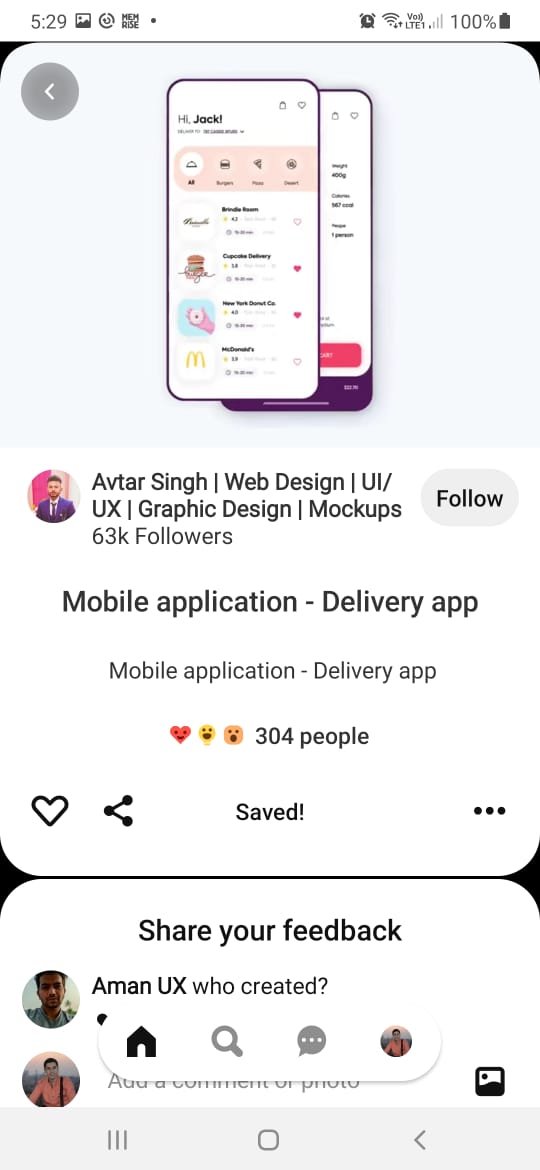 5:29 MEM RISE • Vo)) LTE1 100%
Hi, Jack!
DELIVER TO
All Burgers Pizza Desert
Brindle Room
4.2
15-20 min
Cupcake Delivery
3.8
15-20 min
New York Donut Co.
4.0
15-20 min
McDonald's
3.9
15-20 min
Weight
400g
Calories
567 ccal
People
1 person
CART
$22.70
Avtar Singh | Web Design | UI/
UX | Graphic Design | Mockups
63k Followers
Follow
Mobile application - Delivery app
Mobile application - Delivery app
304 people
Saved!
Share your feedback
Aman UX who created?
Add a comment or photo